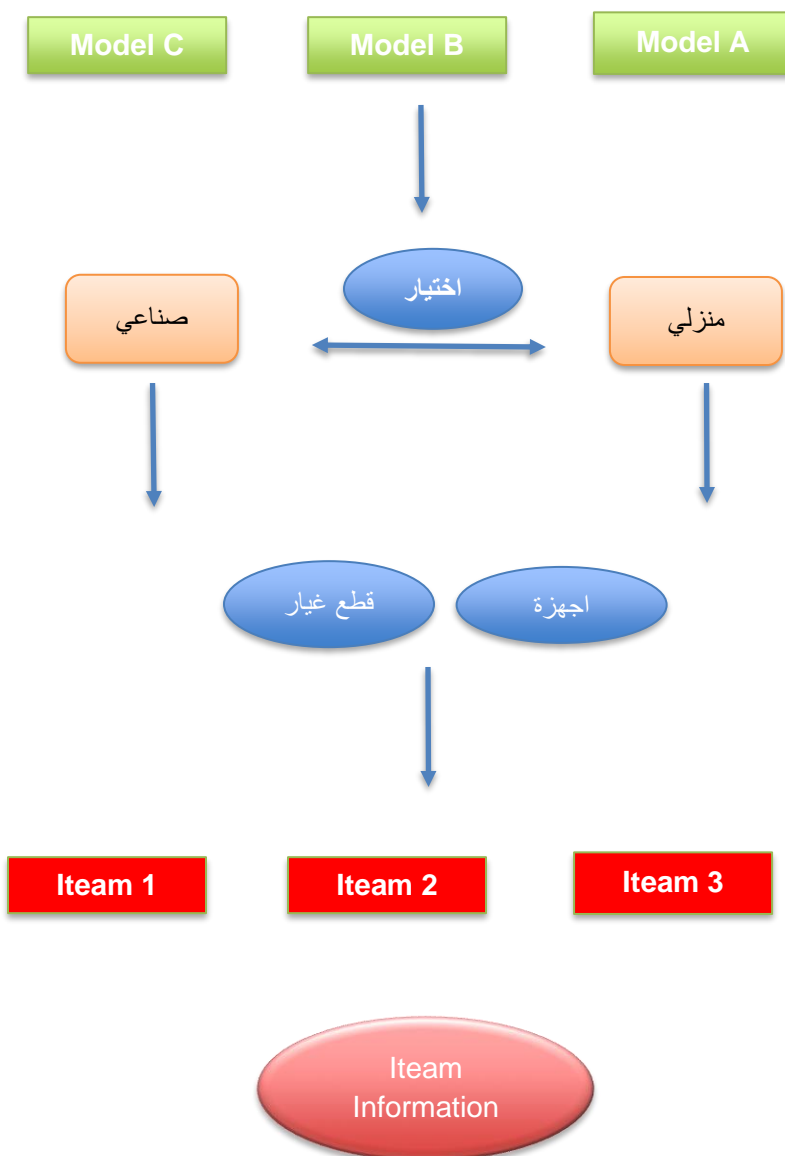 Model C
Model B
Model A
اختيار
صناعي
منزلي
قطع غيار
اجهزة
Iteam 1
Iteam 2
Iteam 3
Iteam
Information